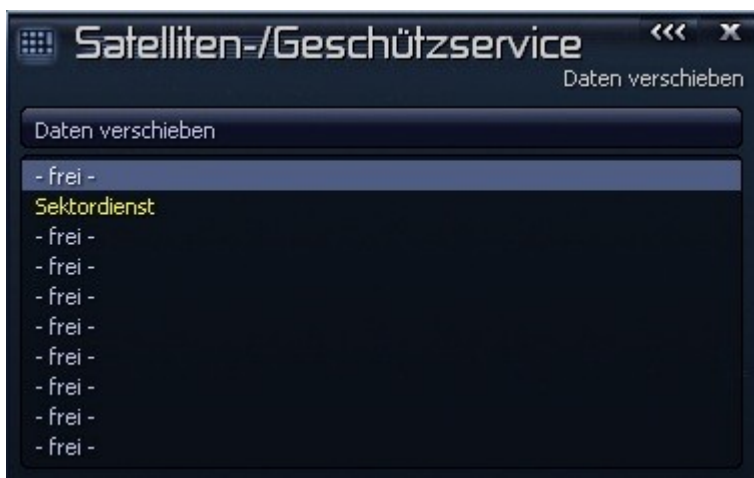 Satelliten-/Geschützservice
<<< X
Daten verschieben
Daten verschieben
- frei -
Sektordienst
- frei -
- frei -
- frei -
- frei -
- frei -
- frei -
- frei -
- frei -